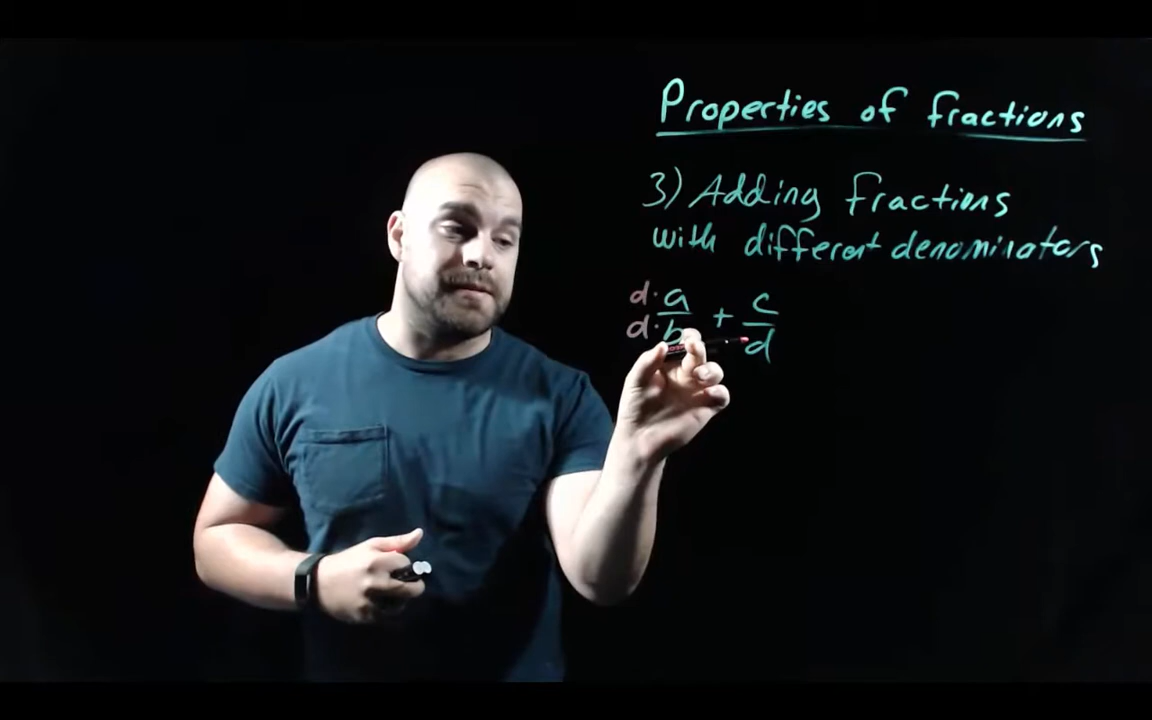 Properties of fractions
3) Adding fractions
with different denominators
d · a/b + c/d
d ·